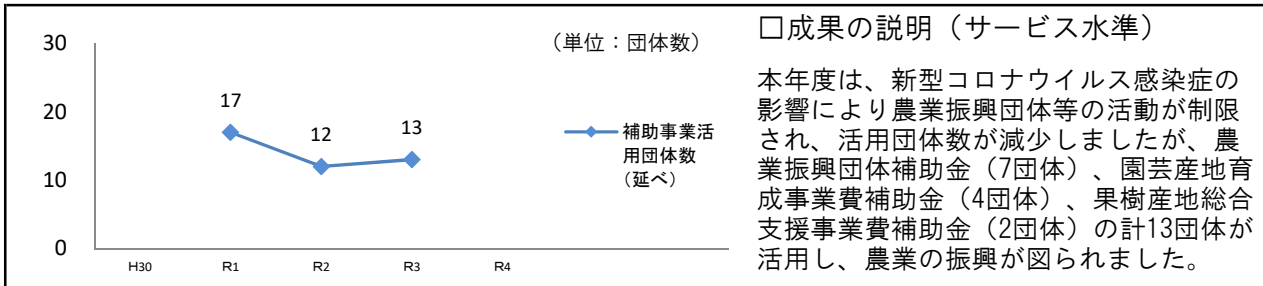 30
20
10
0
(単位：団体数)
17
12
13
補助事業活
用団体数
(延べ)
H30
R1
R2
R3
R4
□成果の説明（サービス水準）
本年度は、新型コロナウイルス感染症の
影響により農業振興団体等の活動が制限
され、活用団体数が減少しましたが、農
業振興団体補助金（7団体）、園芸産地育
成事業費補助金（4団体）、果樹産地総合
支援事業費補助金（2団体）の計13団体が
活用し、農業の振興が図られました。